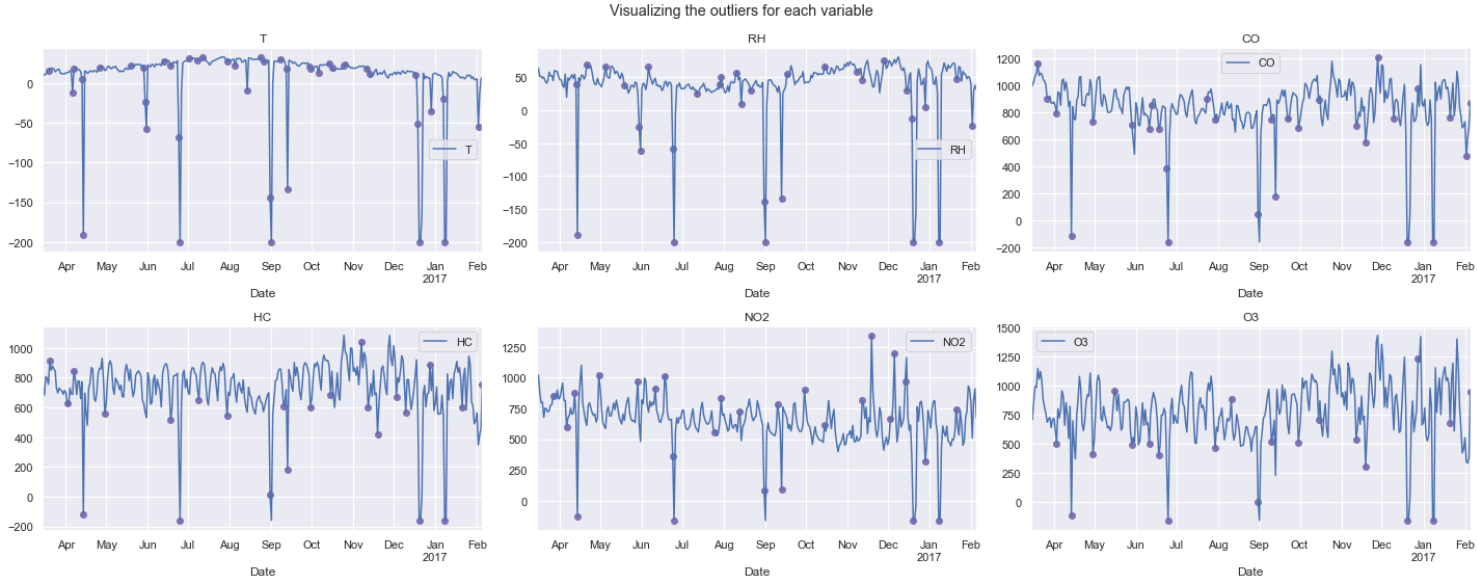 Visualizing the outliers for each variable
T
0
−50
−100
−150
−200
T
Apr May Jun Jul Aug Sep Oct Nov Dec Jan Feb
2017
Date
RH
50
0
−50
−100
−150
−200
RH
Apr May Jun Jul Aug Sep Oct Nov Dec Jan Feb
2017
Date
CO
1200
1000
800
600
400
200
0
−200
CO
Apr May Jun Jul Aug Sep Oct Nov Dec Jan Feb
2017
Date
HC
1000
800
600
400
200
0
−200
HC
Apr May Jun Jul Aug Sep Oct Nov Dec Jan Feb
2017
Date
NO2
1250
1000
750
500
250
0
NO2
Apr May Jun Jul Aug Sep Oct Nov Dec Jan Feb
2017
Date
O3
1500
1250
1000
750
500
250
0
O3
Apr May Jun Jul Aug Sep Oct Nov Dec Jan Feb
2017
Date